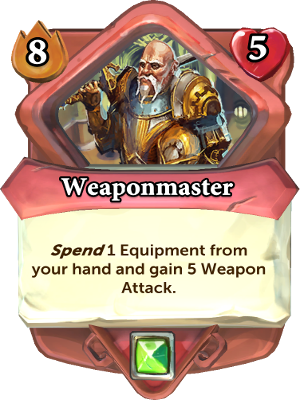 8
5
Weaponmaster
Spend 1 Equipment from
your hand and gain 5 Weapon
Attack.